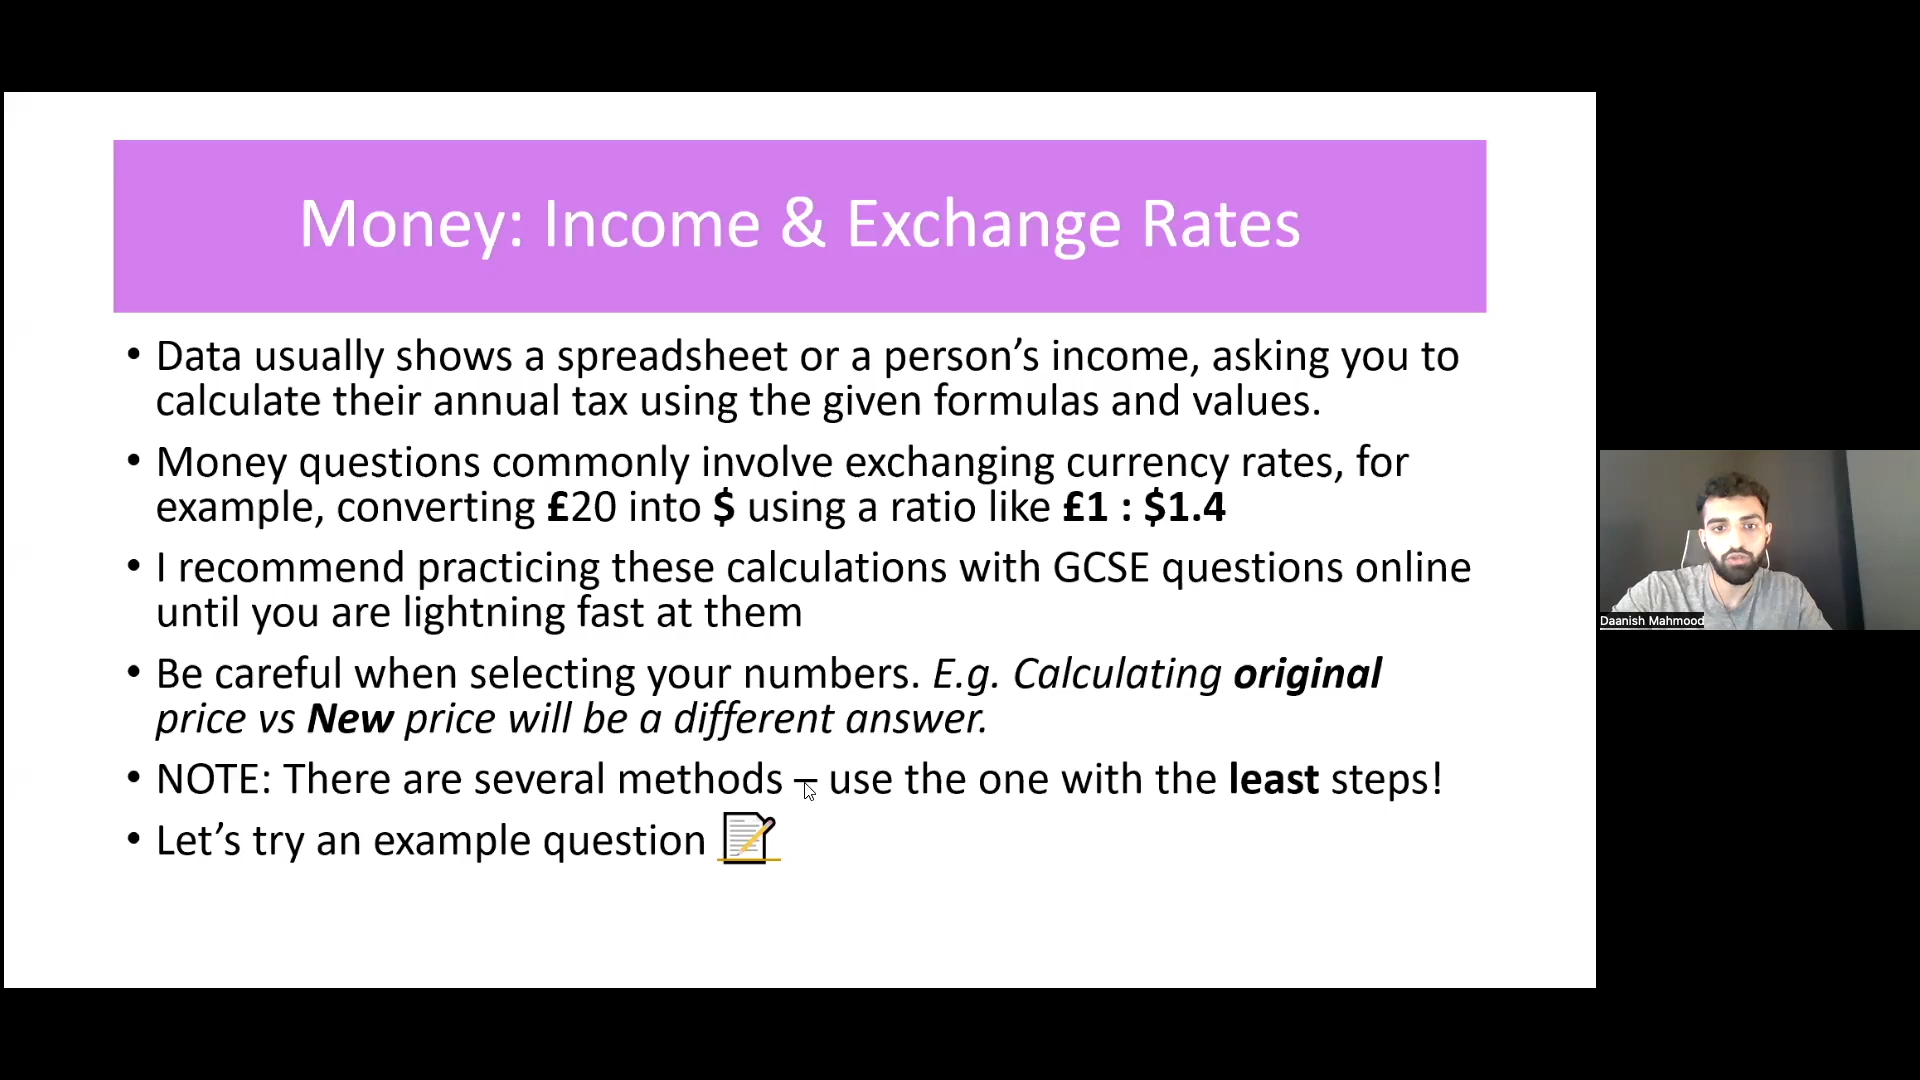 Money: Income & Exchange Rates
• Data usually shows a spreadsheet or a person’s income, asking you to
calculate their annual tax using the given formulas and values.
• Money questions commonly involve exchanging currency rates, for
example, converting £20 into $ using a ratio like £1 : $1.4
• I recommend practicing these calculations with GCSE questions online
until you are lightning fast at them
• Be careful when selecting your numbers. E.g. Calculating original
price vs New price will be a different answer.
• NOTE: There are several methods – use the one with the least steps!
• Let’s try an example question
Daanish Mahmood